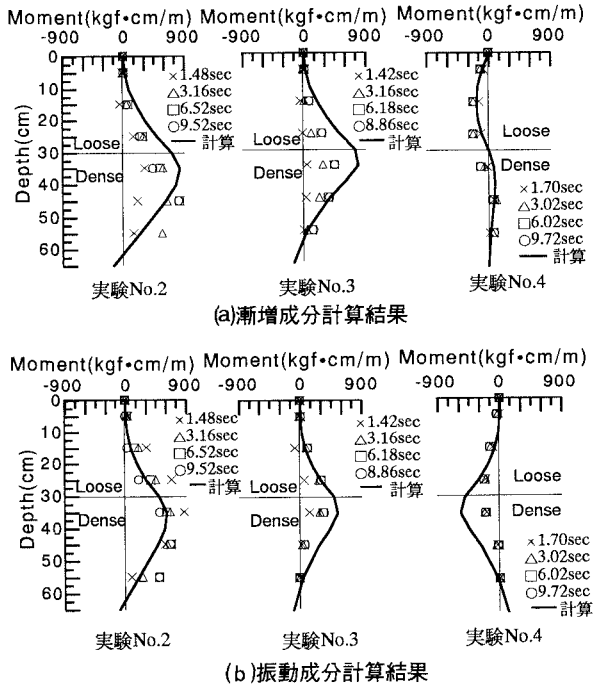 Moment(kgf•cm/m) Moment(kgf•cm/m) Moment(kgf•cm/m)
-900 0 900 -900 0 900 -900 0 900
0
10
20
30
40
50
60
Depth(cm)
×1.48sec
△3.16sec
□6.52sec
○9.52sec
━計算
Loose
Dense
×1.42sec
△3.16sec
□6.18sec
○8.86sec
━計算
Loose
Dense
Loose
Dense
×1.70sec
△3.02sec
□6.02sec
○9.72sec
━計算
実験No.2 実験No.3 実験No.4
(a)漸増成分計算結果
Moment(kgf•cm/m) Moment(kgf•cm/m) Moment(kgf•cm/m)
-900 0 900 -900 0 900 -900 0 900
0
10
20
30
40
50
60
Depth(cm)
×1.48sec
△3.16sec
□6.52sec
○9.52sec
━計算
Loose
Dense
×1.42sec
△3.16sec
□6.18sec
○8.86sec
━計算
Loose
Dense
Loose
Dense
×1.70sec
△3.02sec
□6.02sec
○9.72sec
━計算
実験No.2 実験No.3 実験No.4
(b)振動成分計算結果